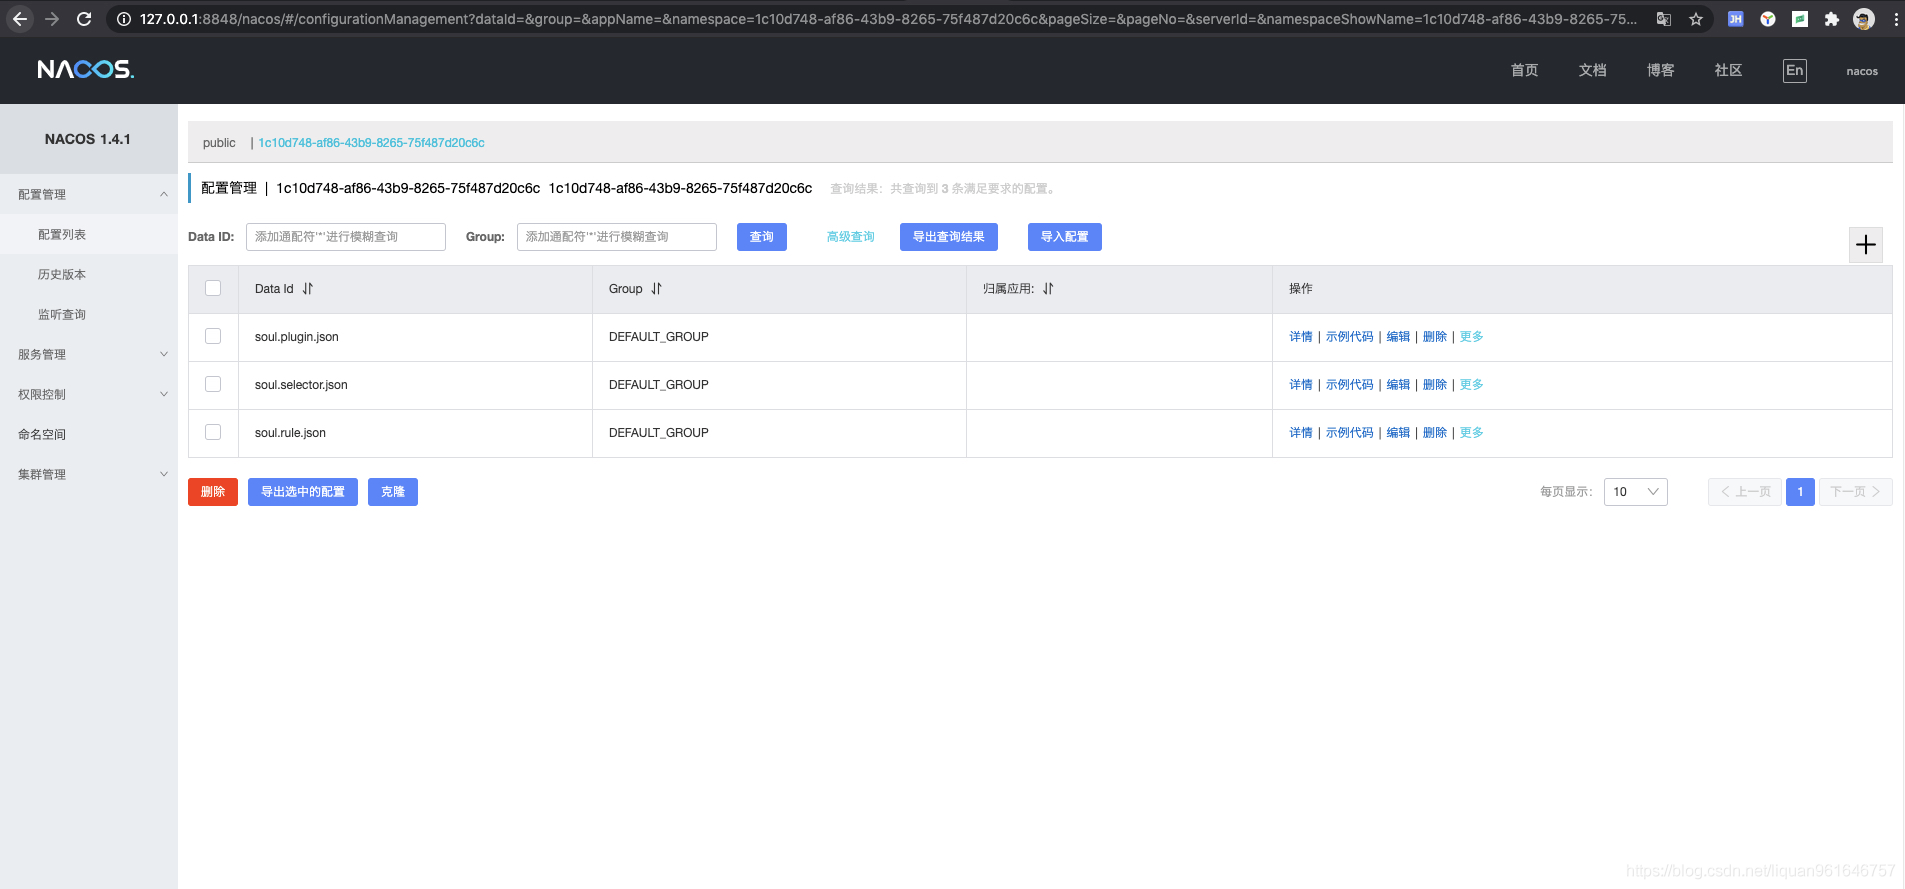 127.0.0.1:8848/nacos/#/configurationManagement?dataId=&group=&appName=&namespace=1c10d748-af86-43b9-8265-75f487d20c6c&pageSize=&pageNo=&serverId=&namespaceShowName=1c10d748-af86-43b9-8265-75...
JH
NACOS.
首页 文档 博客 社区 En nacos
NACOS 1.4.1
配置管理
配置列表
历史版本
监听查询
服务管理
权限控制
命名空间
集群管理
public | 1c10d748-af86-43b9-8265-75f487d20c6c
配置管理 | 1c10d748-af86-43b9-8265-75f487d20c6c 1c10d748-af86-43b9-8265-75f487d20c6c 查询结果：共查询到 3 条满足要求的配置。
Data ID: 添加通配符'*'进行模糊查询 Group: 添加通配符'*'进行模糊查询 查询 高级查询 导出查询结果 导入配置
Data Id Group 归属应用: 操作
soul.plugin.json DEFAULT_GROUP 详情 | 示例代码 | 编辑 | 删除 | 更多
soul.selector.json DEFAULT_GROUP 详情 | 示例代码 | 编辑 | 删除 | 更多
soul.rule.json DEFAULT_GROUP 详情 | 示例代码 | 编辑 | 删除 | 更多
删除 导出选中的配置 克隆 每页显示: 10 上一页 1 下一页
https://blog.csdn.net/liquan961646757